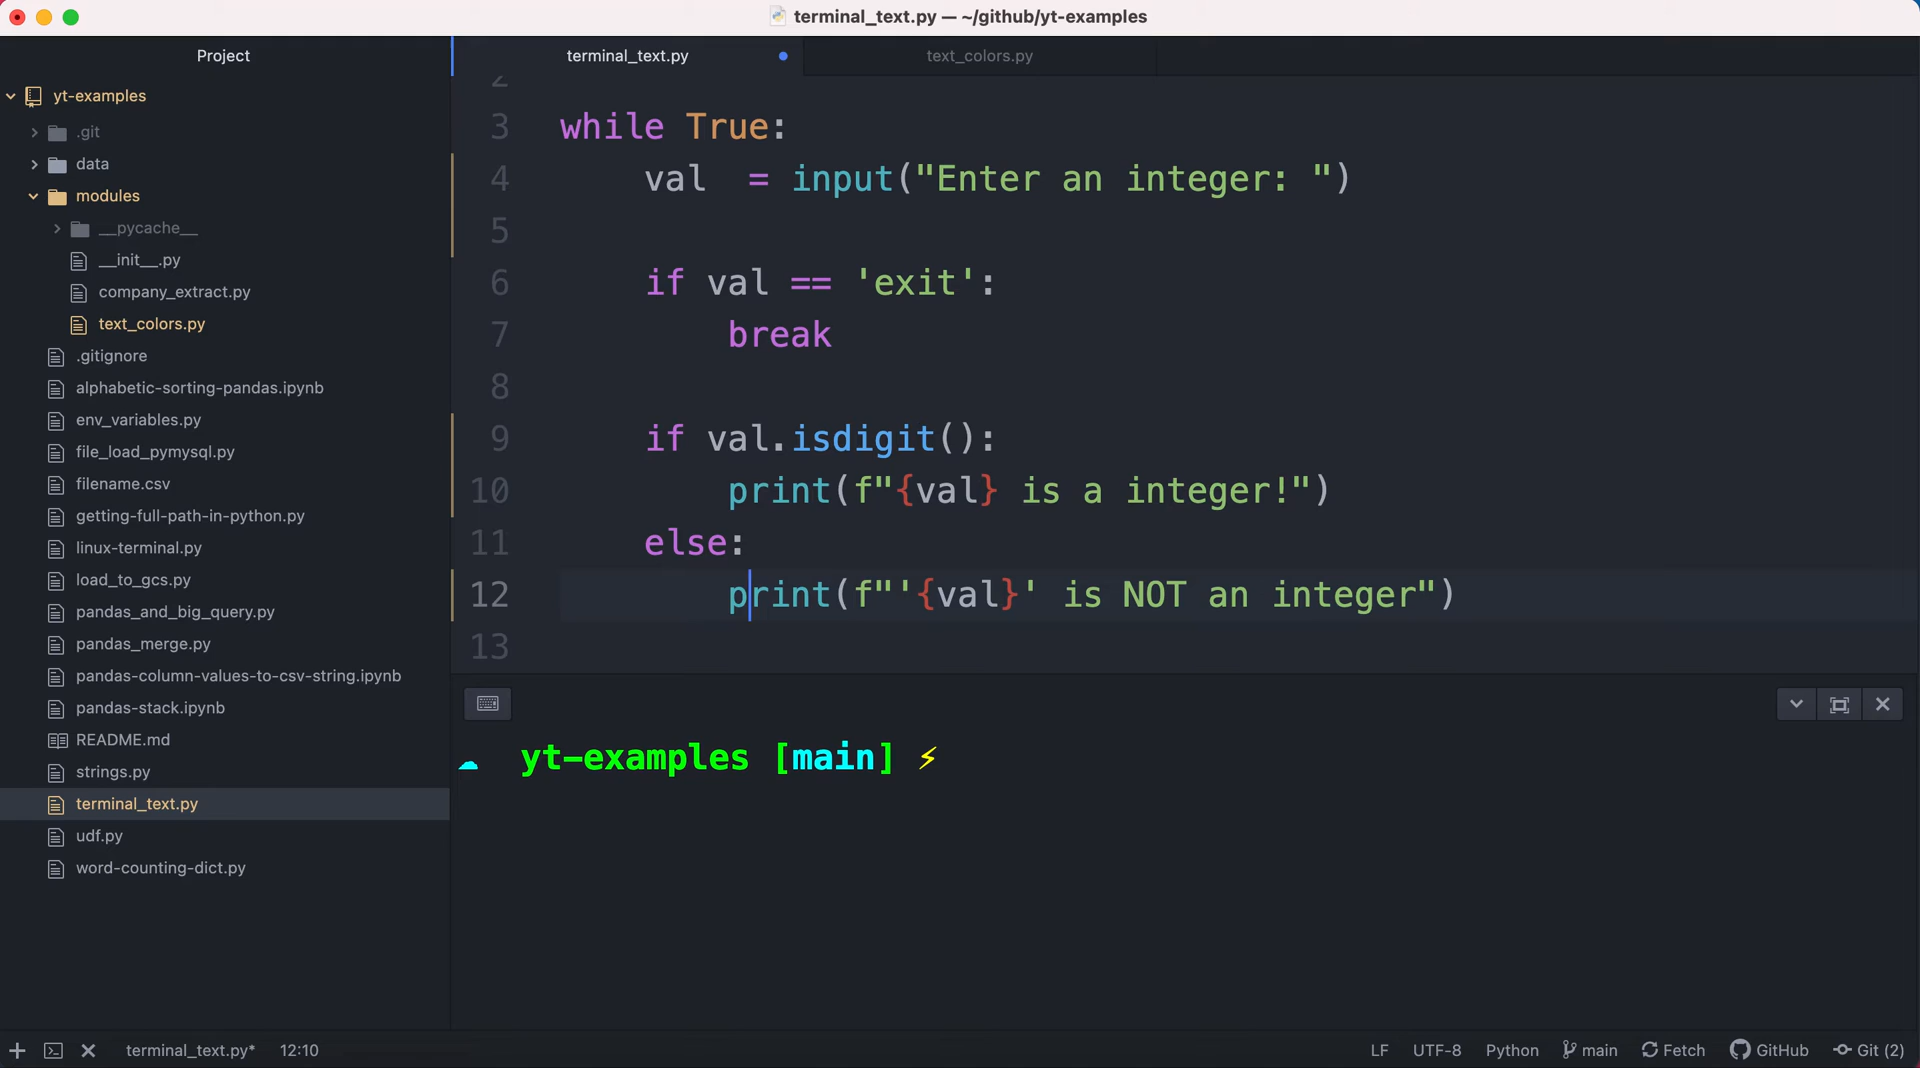 terminal_text.py — ~/github/yt-examples
Project
yt-examples
.git
data
modules
__pycache__
__init__.py
company_extract.py
text_colors.py
.gitignore
alphabetic-sorting-pandas.ipynb
env_variables.py
file_load_pymysql.py
filename.csv
getting-full-path-in-python.py
linux-terminal.py
load_to_gcs.py
pandas_and_big_query.py
pandas_merge.py
pandas-column-values-to-csv-string.ipynb
pandas-stack.ipynb
README.md
strings.py
terminal_text.py
udf.py
word-counting-dict.py
terminal_text.py text_colors.py
2
3 while True:
4 val  = input("Enter an integer: ")
5
6 if val == 'exit':
7 break
8
9 if val.isdigit():
10 print(f"{val} is a integer!")
11 else:
12 print(f"'{val}' is NOT an integer")
13
yt-examples [main] ⚡
terminal_text.py* 12:10 LF UTF-8 Python main Fetch GitHub Git (2)